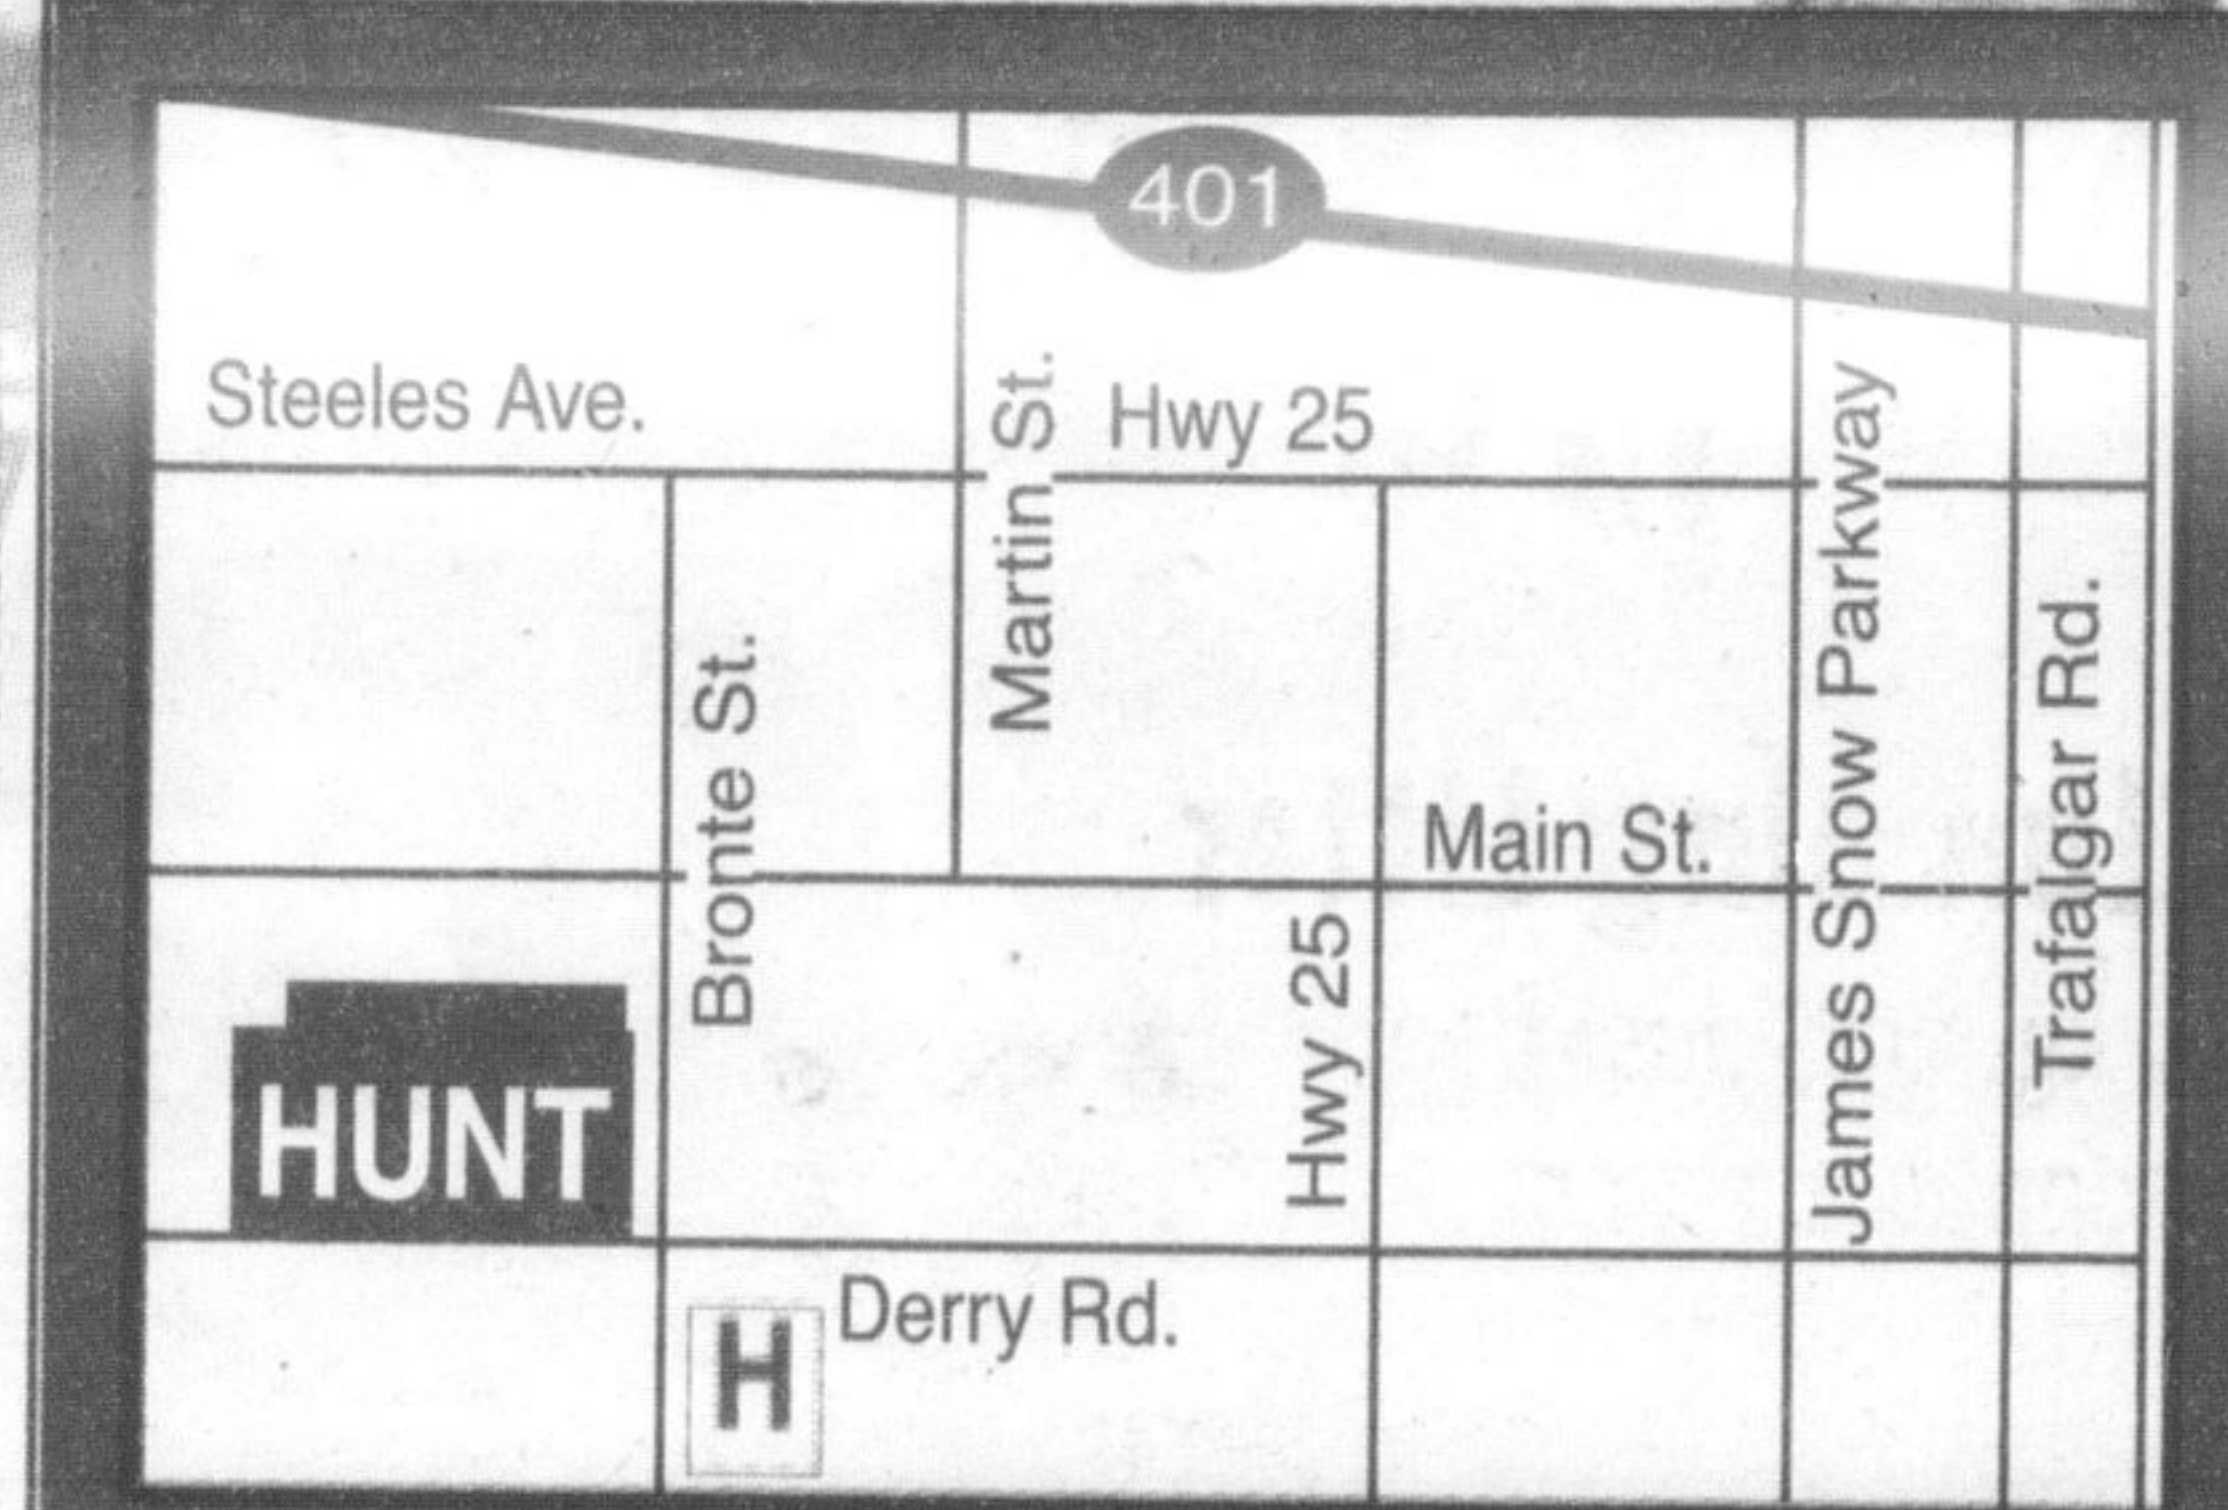 401
Steeles Ave.
Martin St.
Hwy 25
Bronte St.
Main St.
James Snow Parkway
Trafalgar Rd.
Hwy 25
HUNT
Derry Rd.
H